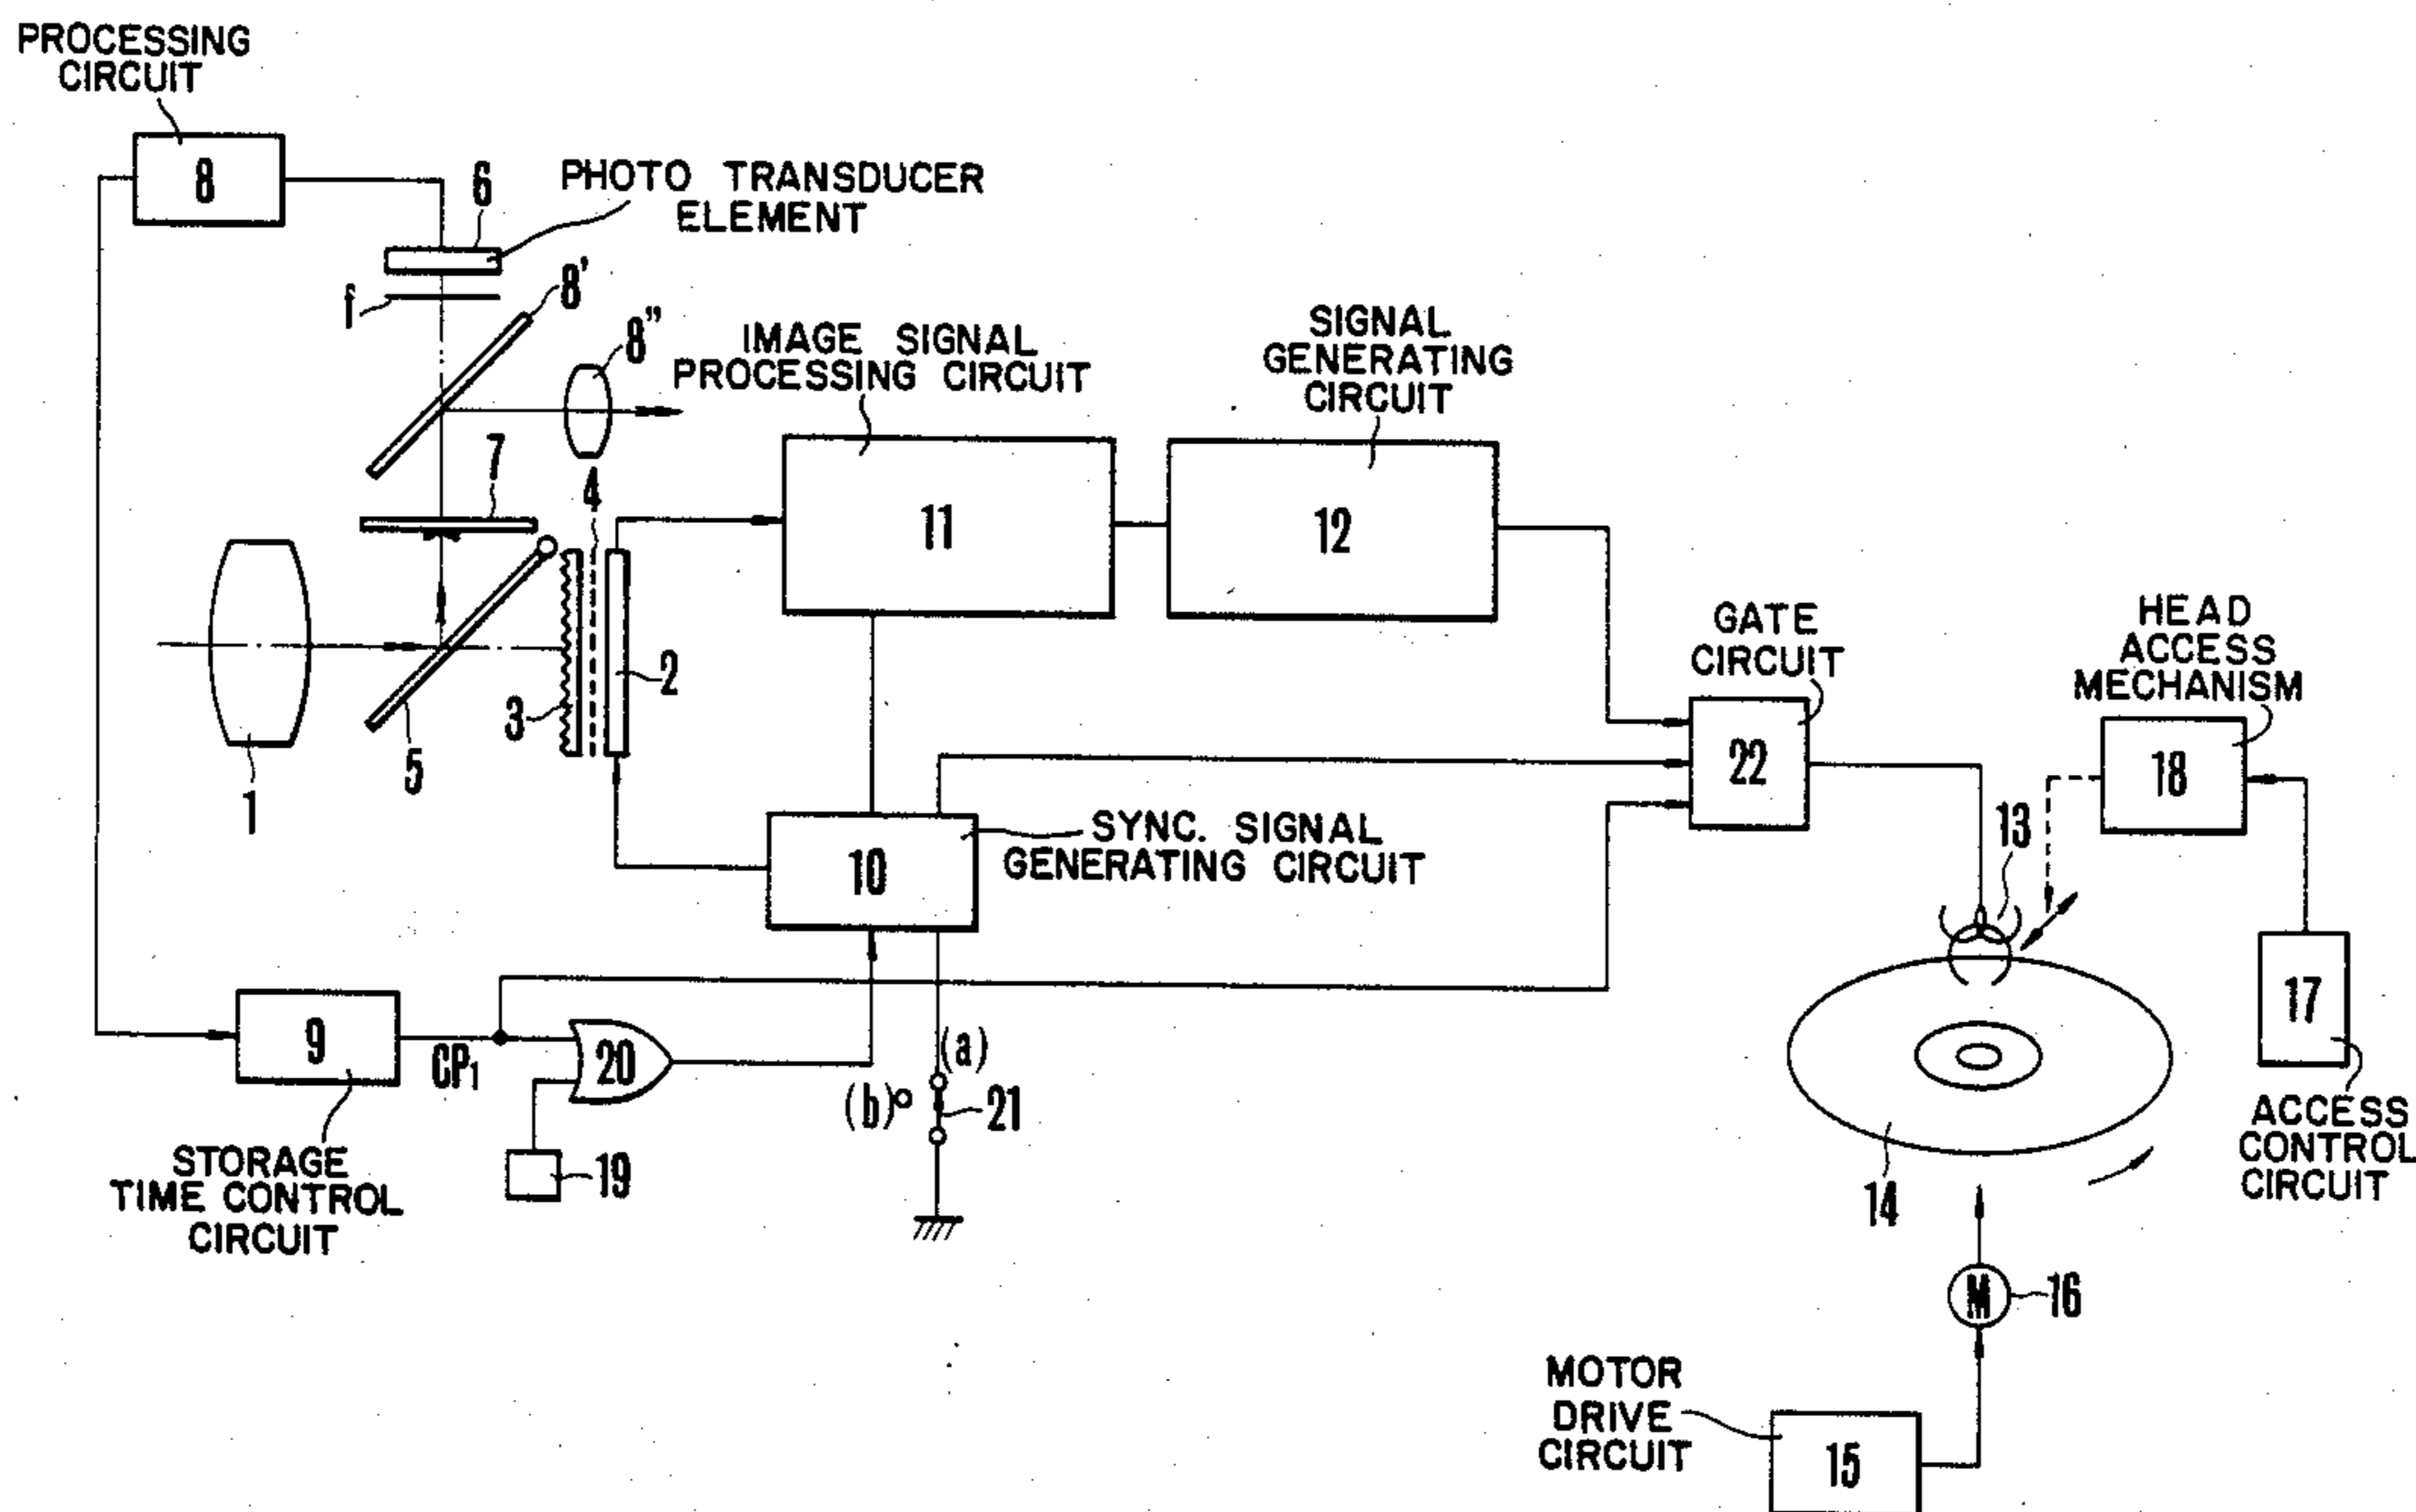 PROCESSING
CIRCUIT
8
6
PHOTO TRANSDUCER
ELEMENT
f
8'
8"
IMAGE SIGNAL
PROCESSING CIRCUIT
SIGNAL
GENERATING
CIRCUIT
7
4
11
12
1
5
3
2
GATE
CIRCUIT
22
HEAD
ACCESS
MECHANISM
18
10
SYNC. SIGNAL
GENERATING CIRCUIT
13
17
ACCESS
CONTROL
CIRCUIT
9
CP1
20
(a)
(b)
21
19
STORAGE
TIME CONTROL
CIRCUIT
14
M
16
MOTOR
DRIVE
CIRCUIT
15